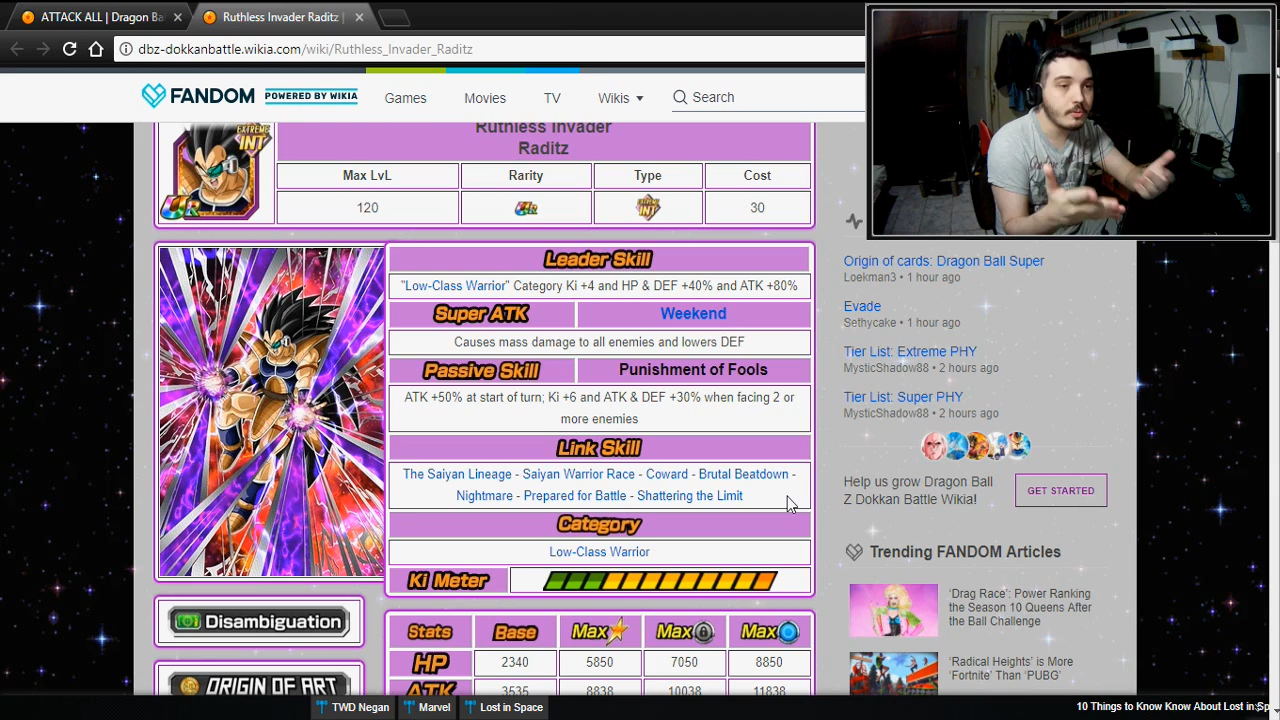 ATTACK ALL | Dragon Ba
Ruthless Invader Raditz |
dbz-dokkanbattle.wikia.com/wiki/Ruthless_Invader_Raditz
FANDOM POWERED BY WIKIA Games Movies TV Wikis Search
Ruthless Invader
Raditz
EXTREME
INT
UR
Max LvL Rarity Type Cost
120 UR EXTREME INT 30
Leader Skill
"Low-Class Warrior" Category Ki +4 and HP & DEF +40% and ATK +80%
Super ATK Weekend
Causes mass damage to all enemies and lowers DEF
Passive Skill Punishment of Fools
ATK +50% at start of turn; Ki +6 and ATK & DEF +30% when facing 2 or
more enemies
Link Skill
The Saiyan Lineage - Saiyan Warrior Race - Coward - Brutal Beatdown -
Nightmare - Prepared for Battle - Shattering the Limit
Category
Low-Class Warrior
Ki Meter
Disambiguation
ORIGIN OF ART
Stats Base Max Max Max
HP 2340 5850 7050 8850
ATK 3535 8838 10038 11838
Origin of cards: Dragon Ball Super
Loekman3 • 1 hour ago
Evade
Sethycake • 1 hour ago
Tier List: Extreme PHY
MysticShadow88 • 2 hours ago
Tier List: Super PHY
MysticShadow88 • 2 hours ago
Help us grow Dragon Ball
Z Dokkan Battle Wikia!
GET STARTED
Trending FANDOM Articles
'Drag Race': Power Ranking
the Season 10 Queens After
the Ball Challenge
'Radical Heights' is More
'Fortnite' Than 'PUBG'
TWD Negan Marvel Lost in Space
10 Things to Know Know About Lost in Sp